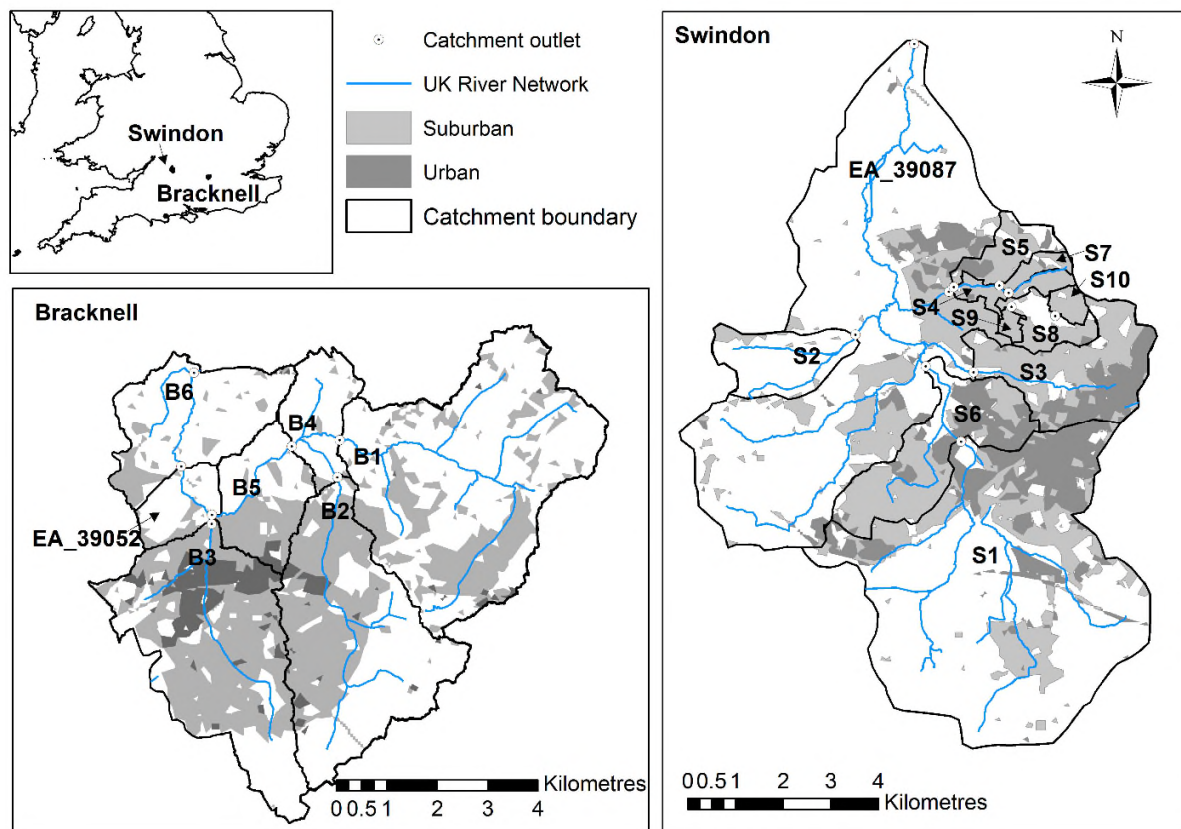 Swindon
Bracknell
Catchment outlet
UK River Network
Suburban
Urban
Catchment boundary
Bracknell
B6
B4
B1
B5
B2
EA_39052
B3
Kilometres
0 0.5 1 2 3 4
Swindon
N
EA_39087
S5
S7
S10
S4
S9
S8
S2
S3
S6
S1
0 0.5 1 2 3 4
Kilometres